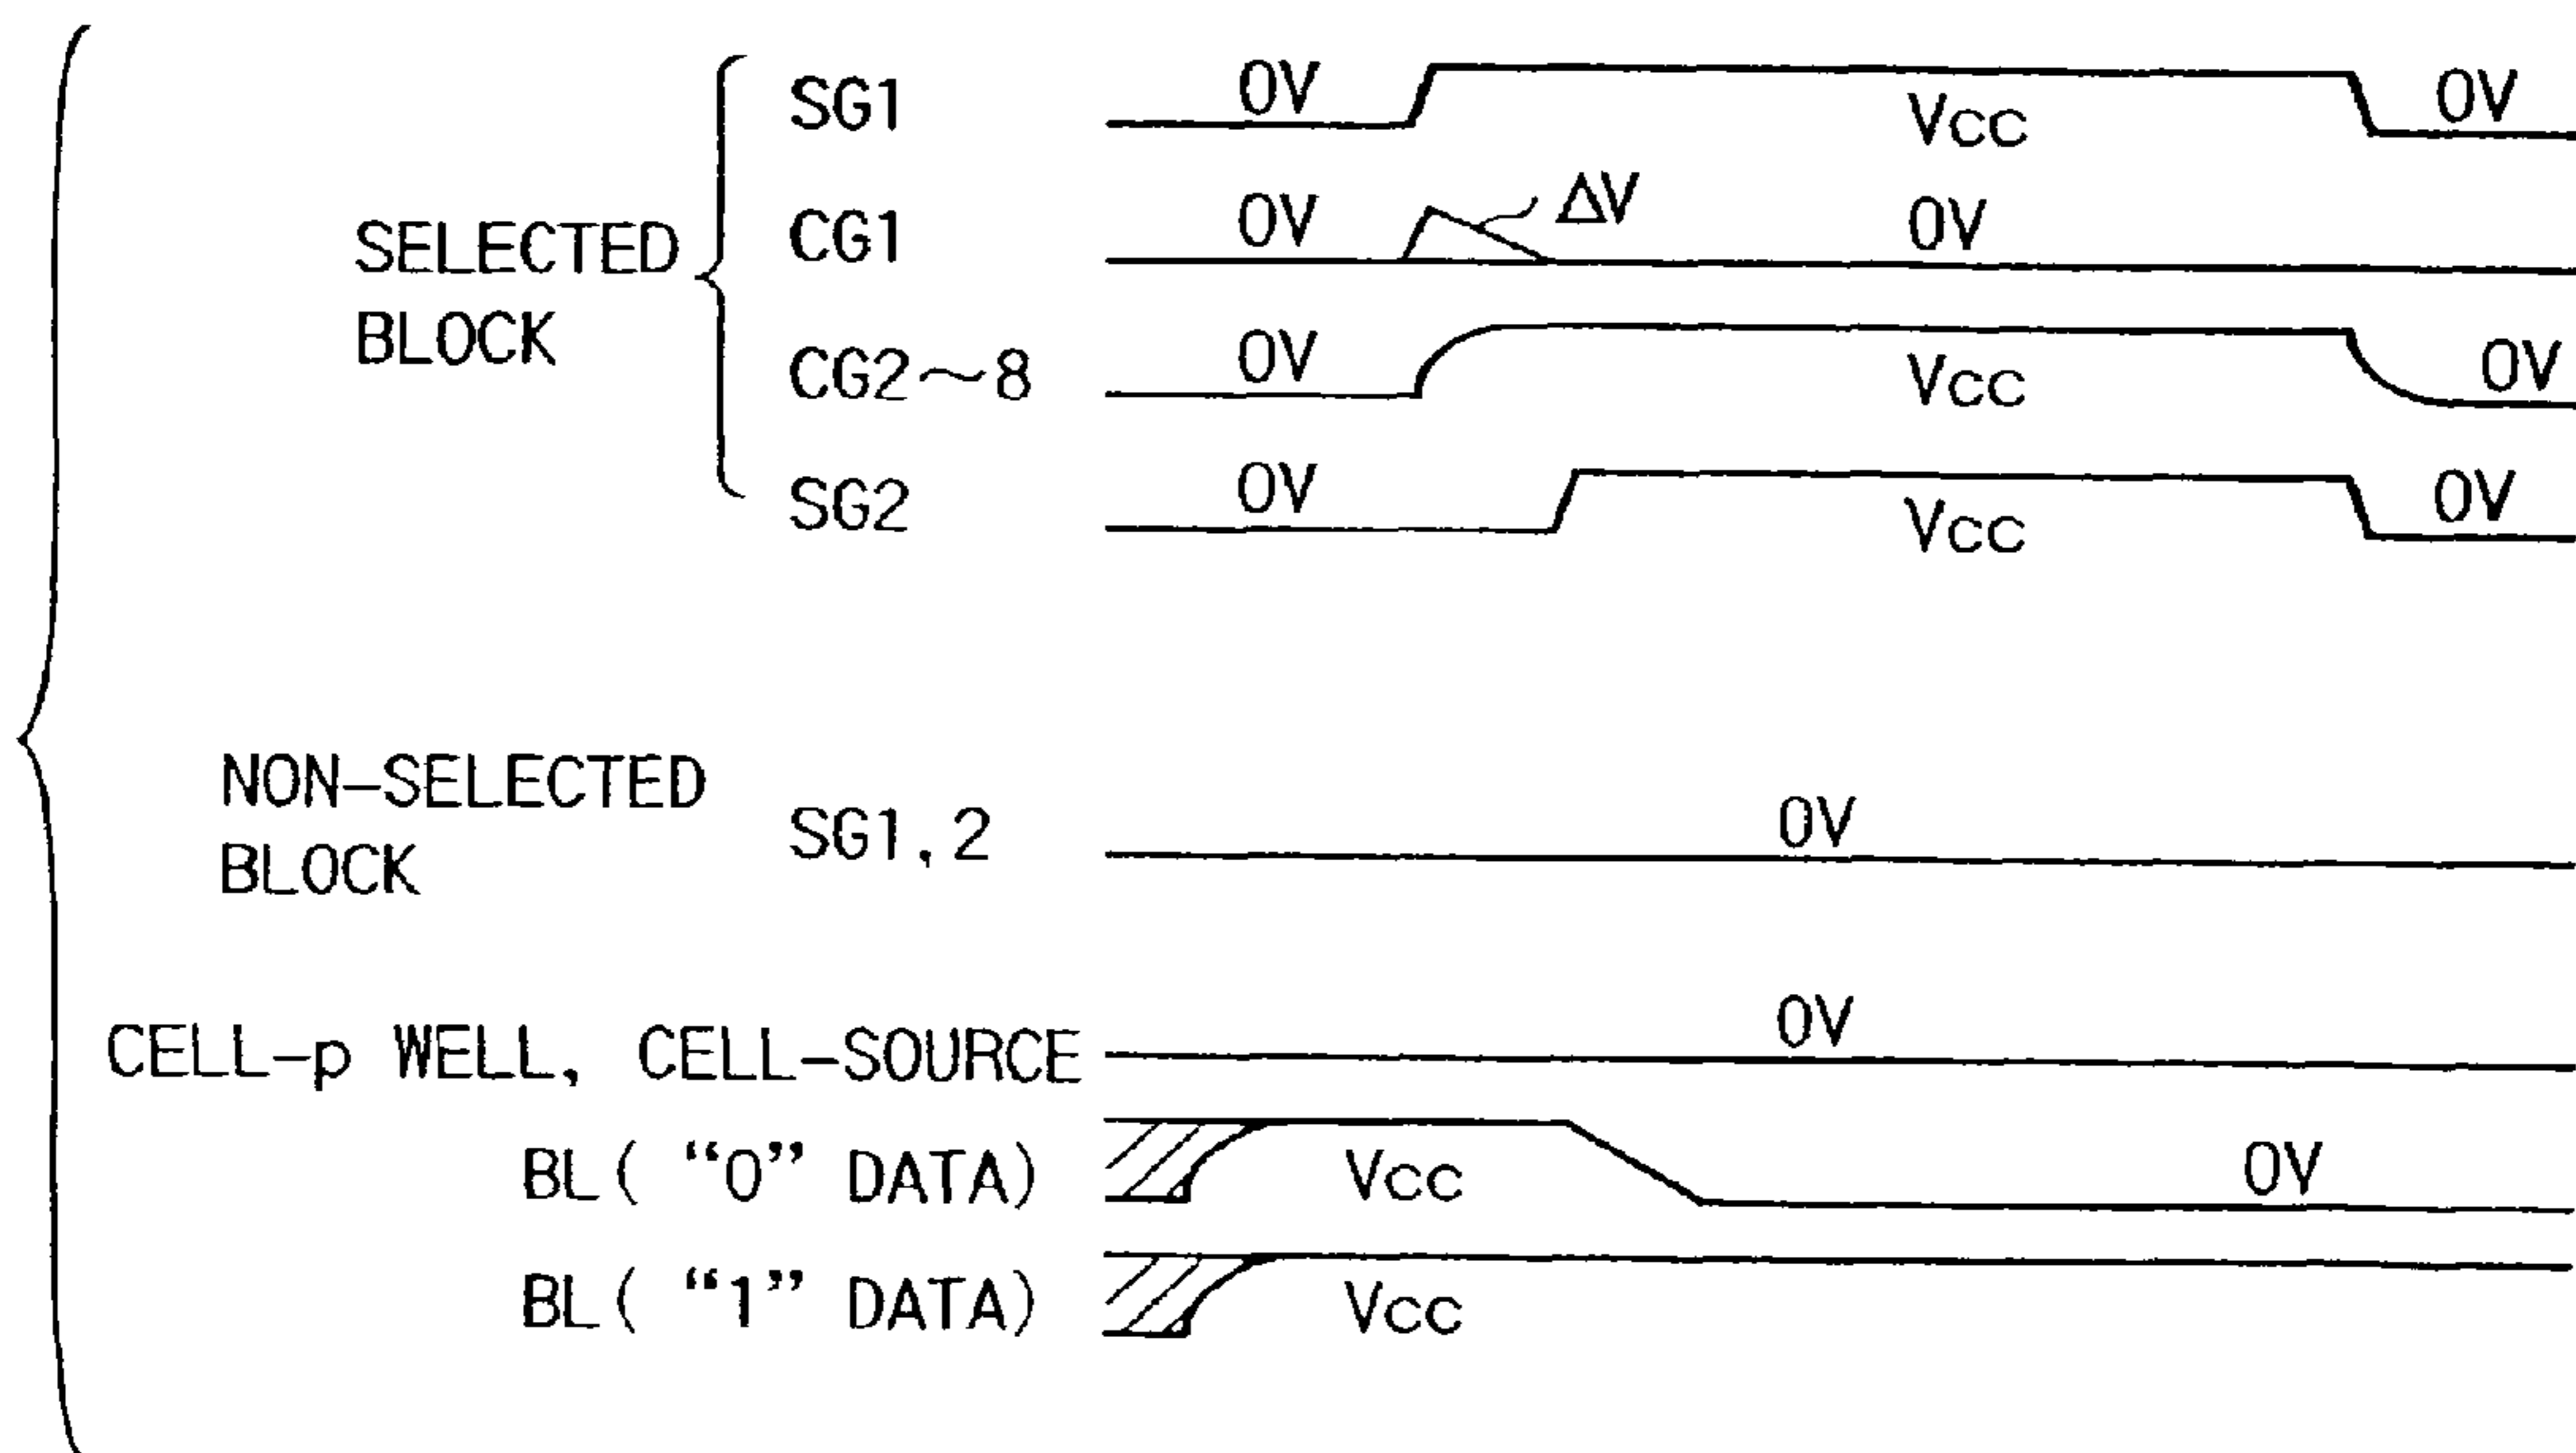 SELECTED
BLOCK
SG1 0V VCC 0V
CG1 0V ΔV 0V
CG2~8 0V VCC 0V
SG2 0V VCC 0V
NON-SELECTED
BLOCK
SG1,2 0V
CELL-p WELL, CELL-SOURCE 0V
BL( “0” DATA) VCC 0V
BL( “1” DATA) VCC